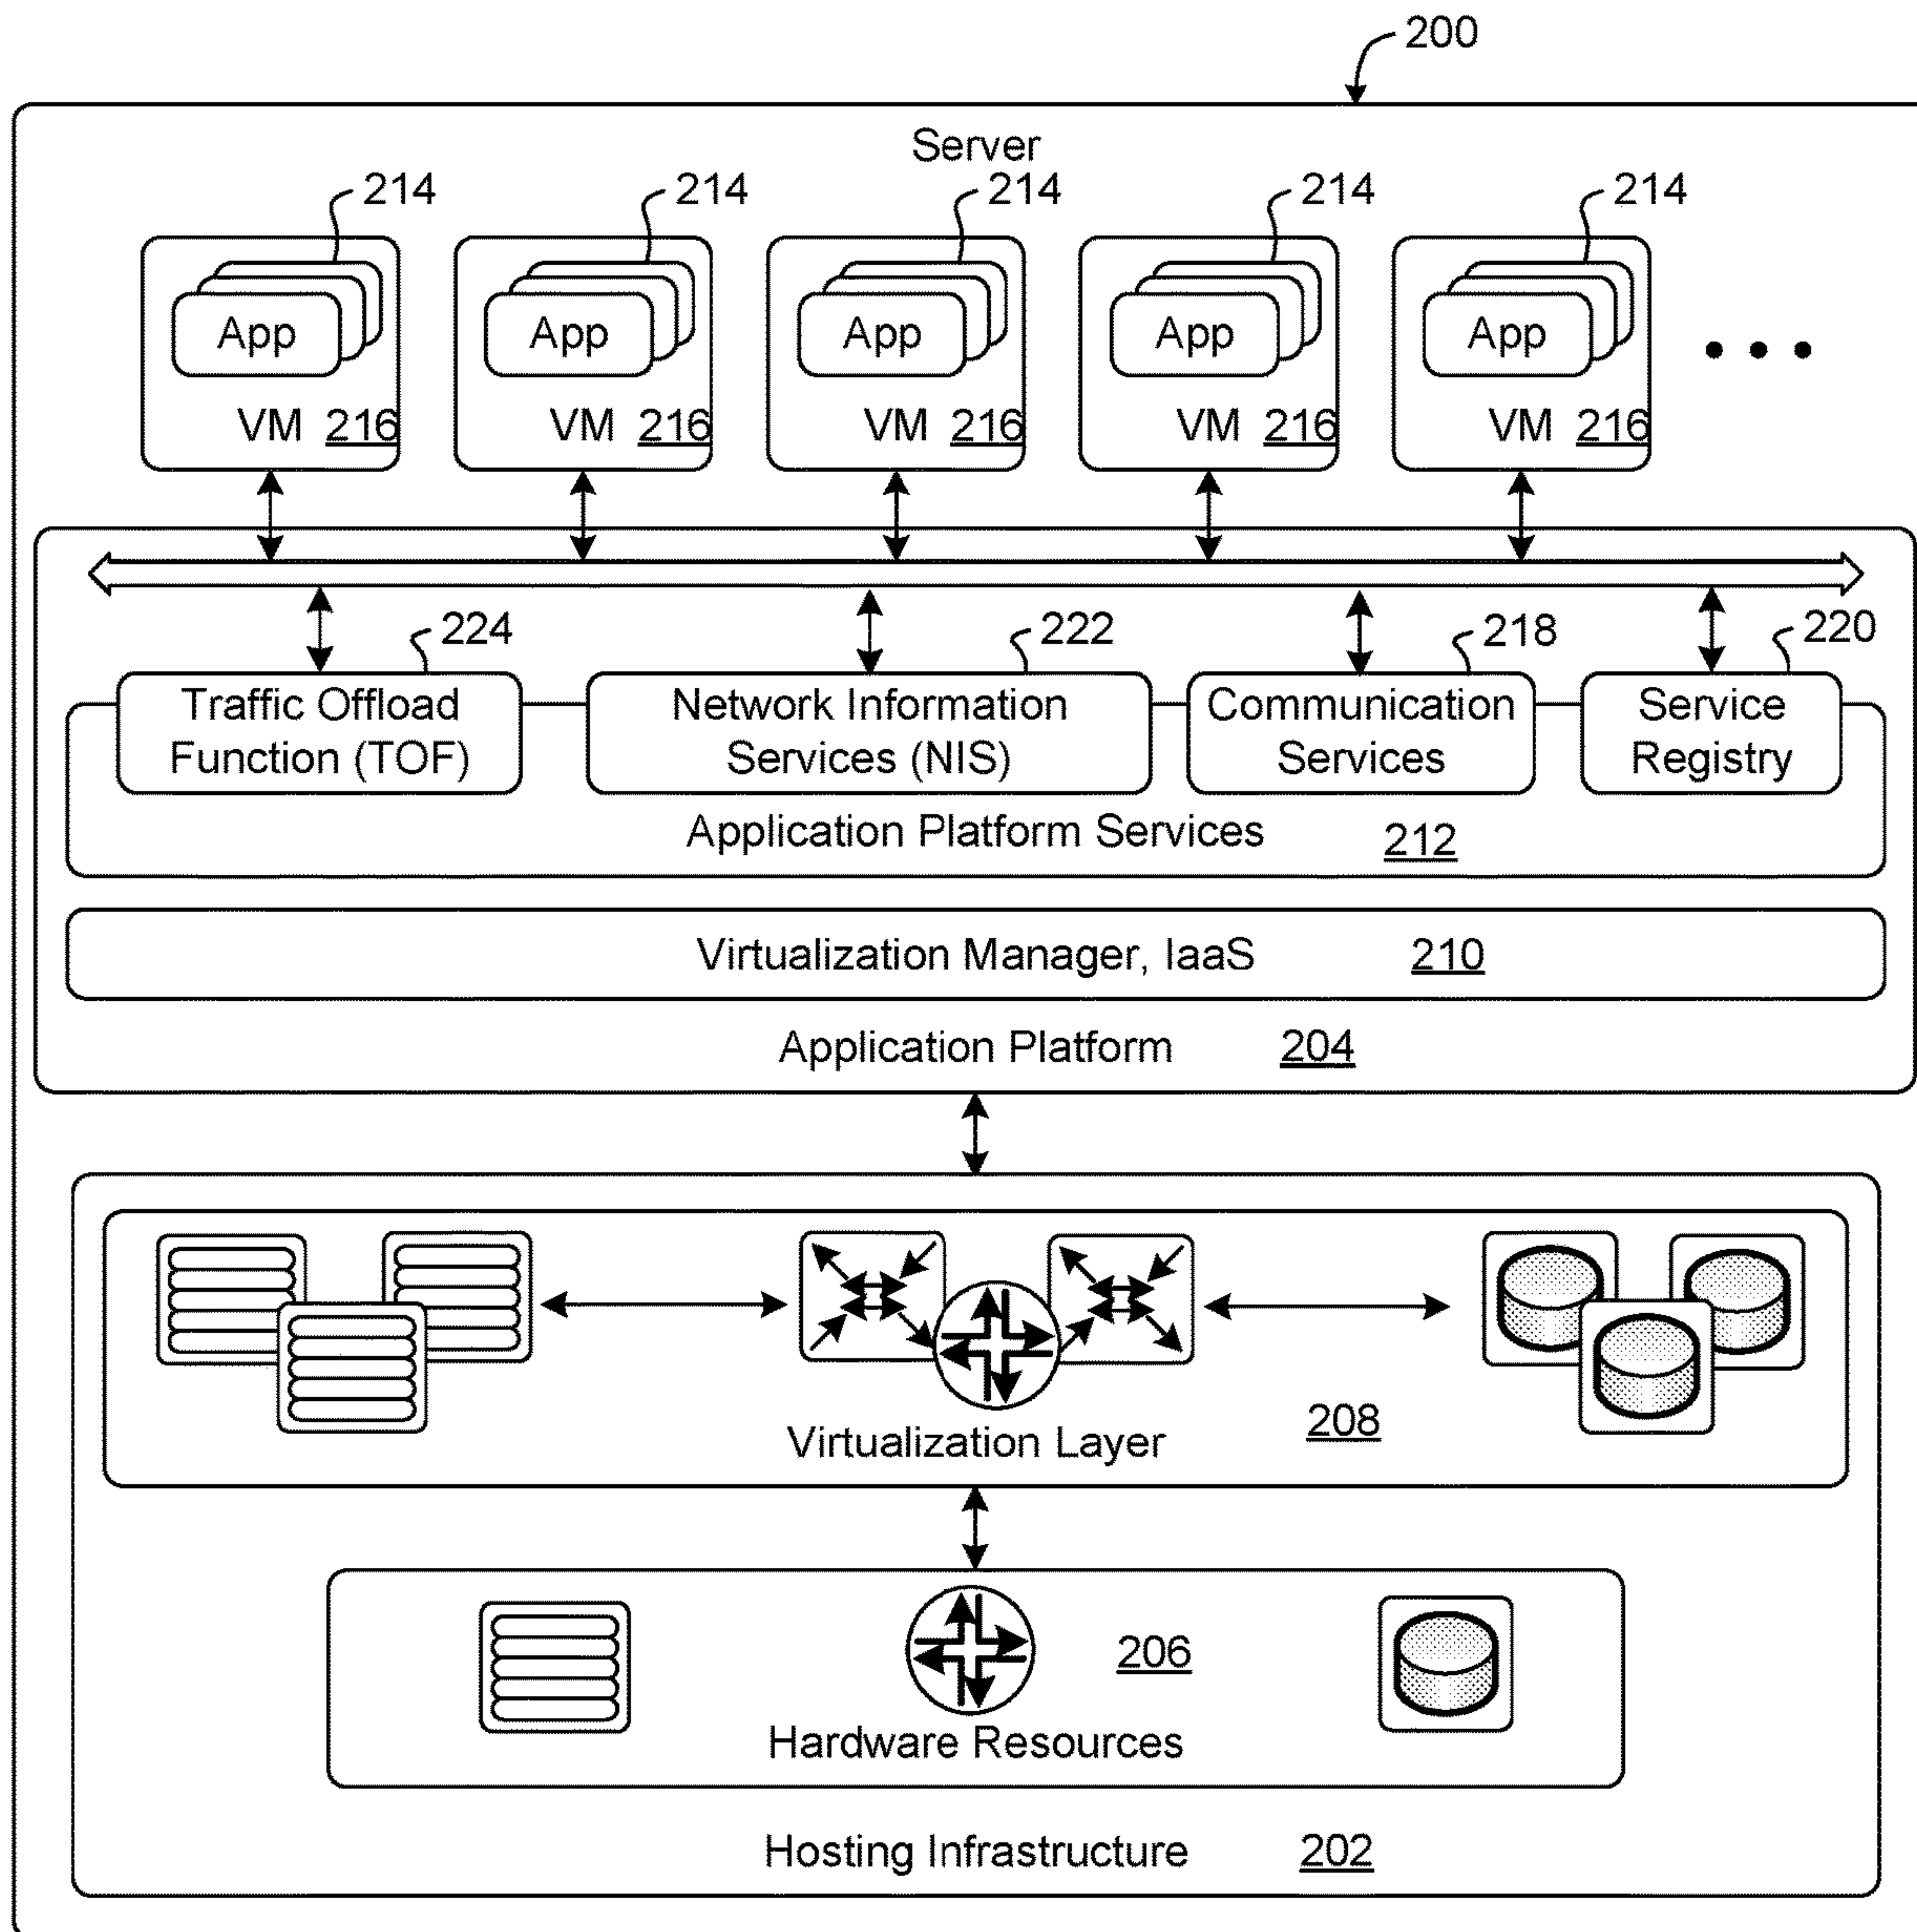 200
Server
214 214 214 214 214
App App App App App
VM 216 VM 216 VM 216 VM 216 VM 216
224 222 218 220
Traffic Offload
Function (TOF)
Network Information
Services (NIS)
Communication
Services
Service
Registry
Application Platform Services 212
Virtualization Manager, IaaS 210
Application Platform 204
Virtualization Layer 208
206
Hardware Resources
Hosting Infrastructure 202